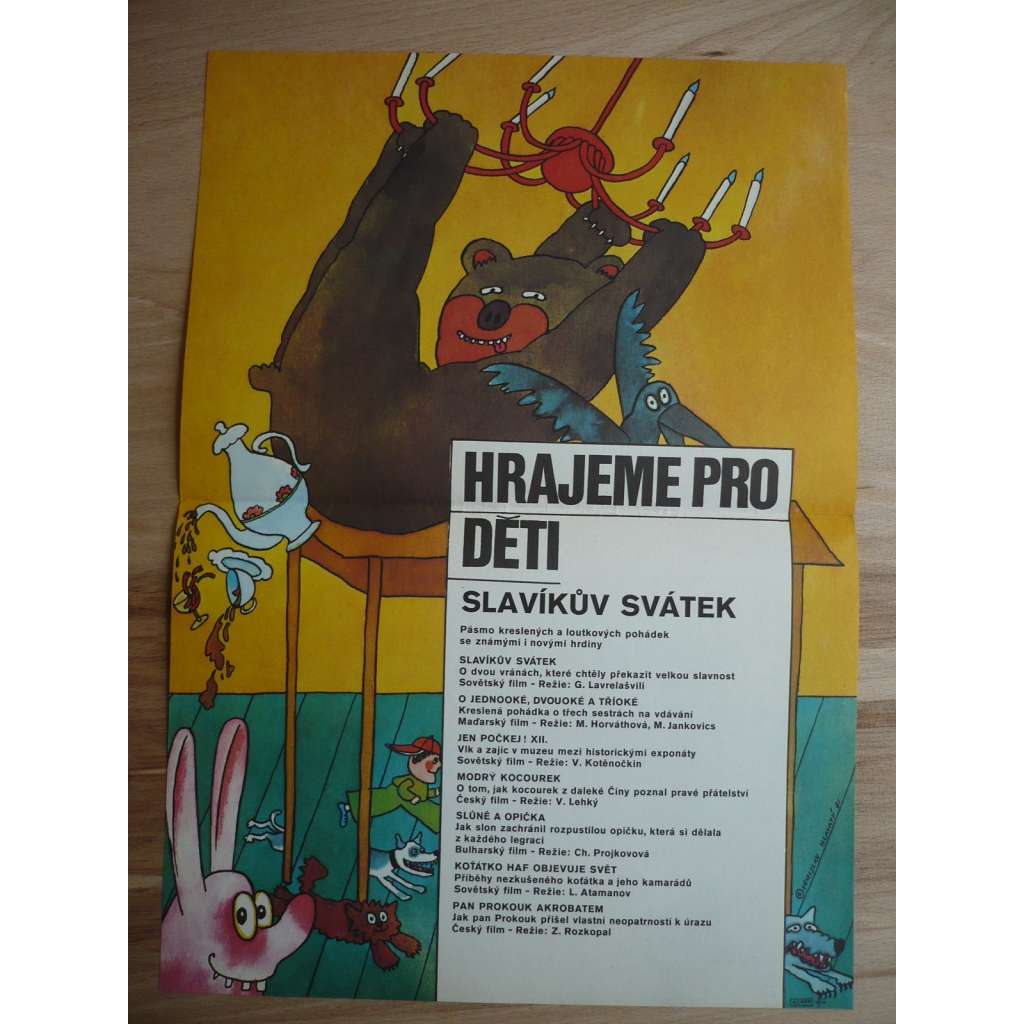 HRAJEME PRO
DĚTI
SLAVÍKŮV SVÁTEK
Pásmo kreslených a loutkových pohádek
se známými i novými hrdiny
SLAVÍKŮV SVÁTEK
O dvou vránách, které chtěly překazit velkou slavnost
Sovětský film - Režie: G. Lavrelašvili
O JEDNOOKÉ, DVOUOKÉ A TŘÍOKÉ
Kreslená pohádka o třech sestrách na vdávání
Maďarský film - Režie: M. Horváthová, M. Jankovics
JEN POČKEJ! XII.
Vlk a zajíc v muzeu mezi historickými exponáty
Sovětský film - Režie: V. Kotěnočkin
MODRÝ KOCOUREK
O tom, jak kocourek z daleké Číny poznal pravé přátelství
Český film - Režie: V. Lehký
SLŮNĚ A OPIČKA
Jak slon zachránil rozpustilou opičku, která si dělala
z každého legraci
Bulharský film - Režie: Ch. Projkovová
KOŤÁTKO HAF OBJEVUJE SVĚT
Příběhy nezkušeného koťátka a jeho kamarádů
Sovětský film - Režie: L. Atamanov
PAN PROKOUK AKROBATEM
Jak pan Prokouk přišel vlastní neopatrností k úrazu
Český film - Režie: Z. Rozkopal